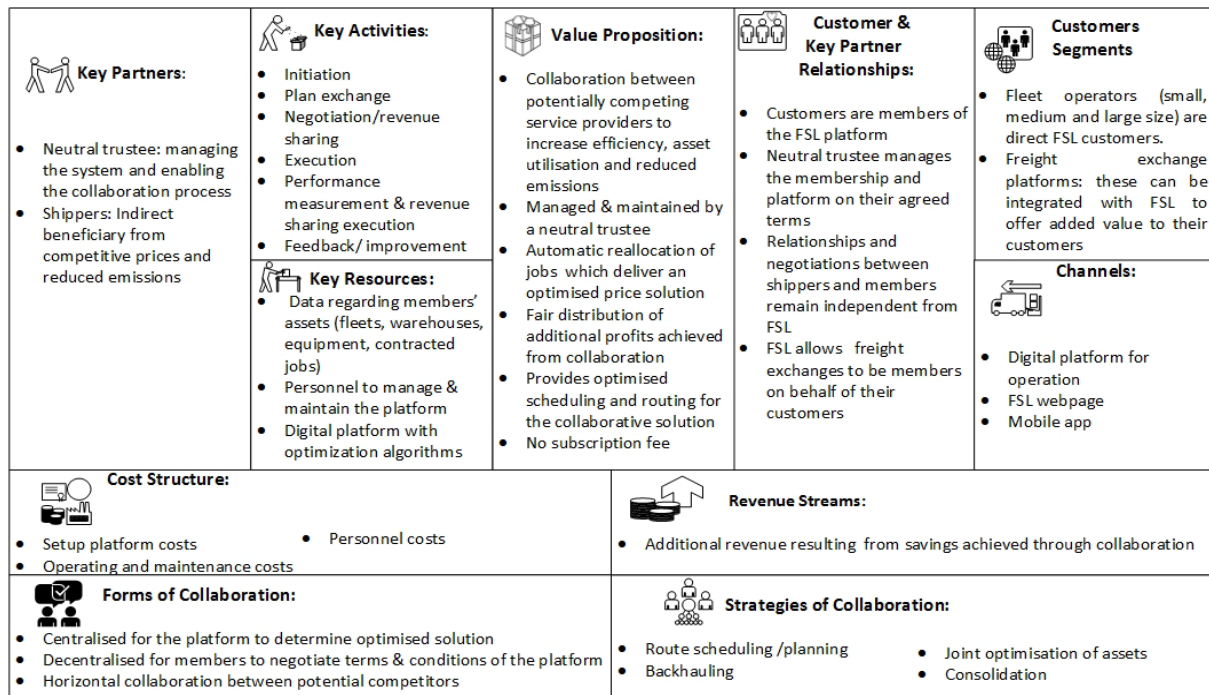 Key Partners:
Neutral trustee: managing
the system and enabling
the collaboration process
Shippers: Indirect
beneficiary from
competitive prices and
reduced emissions
Key Activities:
Initiation
Plan exchange
Negotiation/revenue
sharing
Execution
Performance
measurement & revenue
sharing execution
Feedback/ improvement
Key Resources:
Data regarding members'
assets (fleets, warehouses,
equipment, contracted
jobs)
Personnel to manage &
maintain the platform
Digital platform with
optimization algorithms
Value Proposition:
Collaboration between
potentially competing
service providers to
increase efficiency, asset
utilisation and reduced
emissions
Managed & maintained by
a neutral trustee
Automatic reallocation of
jobs which deliver an
optimised price solution
Fair distribution of
additional profits achieved
from collaboration
Provides optimised
scheduling and routing for
the collaborative solution
No subscription fee
Customer &
Key Partner
Relationships:
Customers are members of
the FSL platform
Neutral trustee manages
the membership and
platform on their agreed
terms
Relationships and
negotiations between
shippers and members
remain independent from
FSL
FSL allows freight
exchanges to be members
on behalf of their
customers
Customers
Segments
Fleet operators (small,
medium and large size) are
direct FSL customers.
Freight exchange
platforms: these can be
integrated with FSL to
offer added value to their
customers
Channels:
Digital platform for
operation
FSL webpage
Mobile app
Cost Structure:
Setup platform costs
Operating and maintenance costs
Personnel costs
Revenue Streams:
Additional revenue resulting from savings achieved through collaboration
Forms of Collaboration:
Centralised for the platform to determine optimised solution
Decentralised for members to negotiate terms & conditions of the platform
Horizontal collaboration between potential competitors
Strategies of Collaboration:
Route scheduling /planning
Backhauling
Joint optimisation of assets
Consolidation